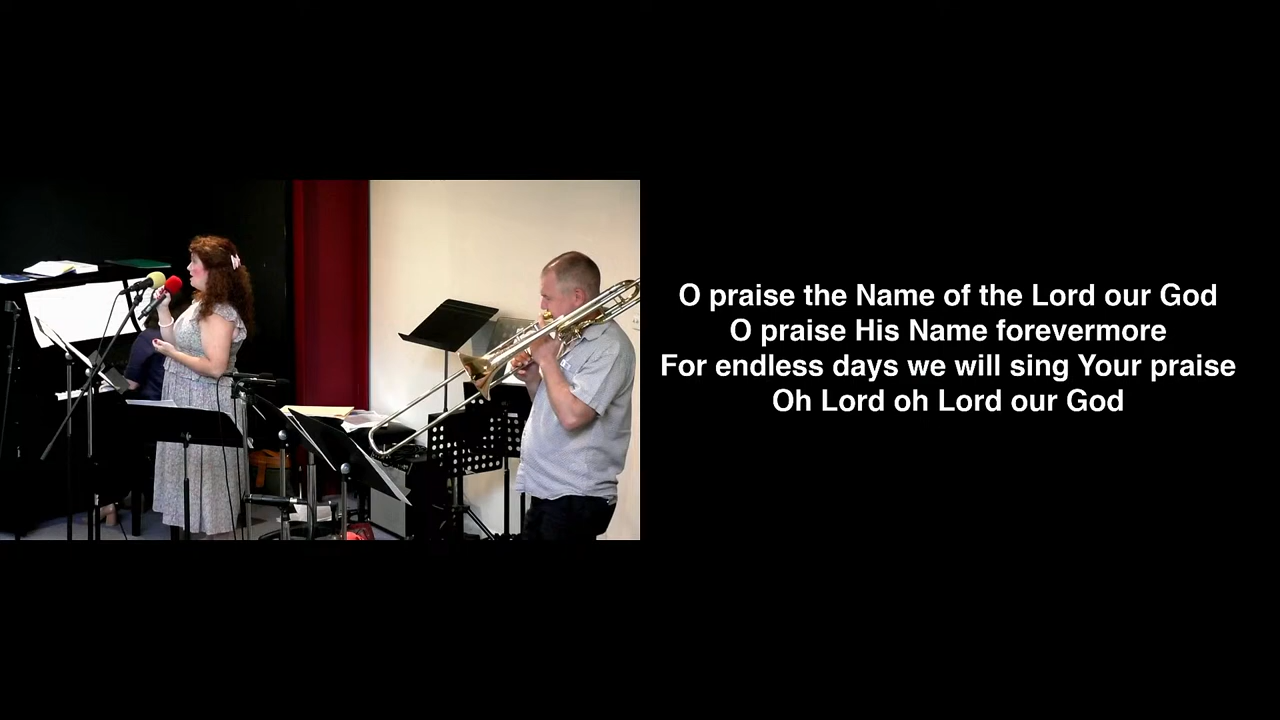 O praise the Name of the Lord our God
O praise His Name forevermore
For endless days we will sing Your praise
Oh Lord oh Lord our God